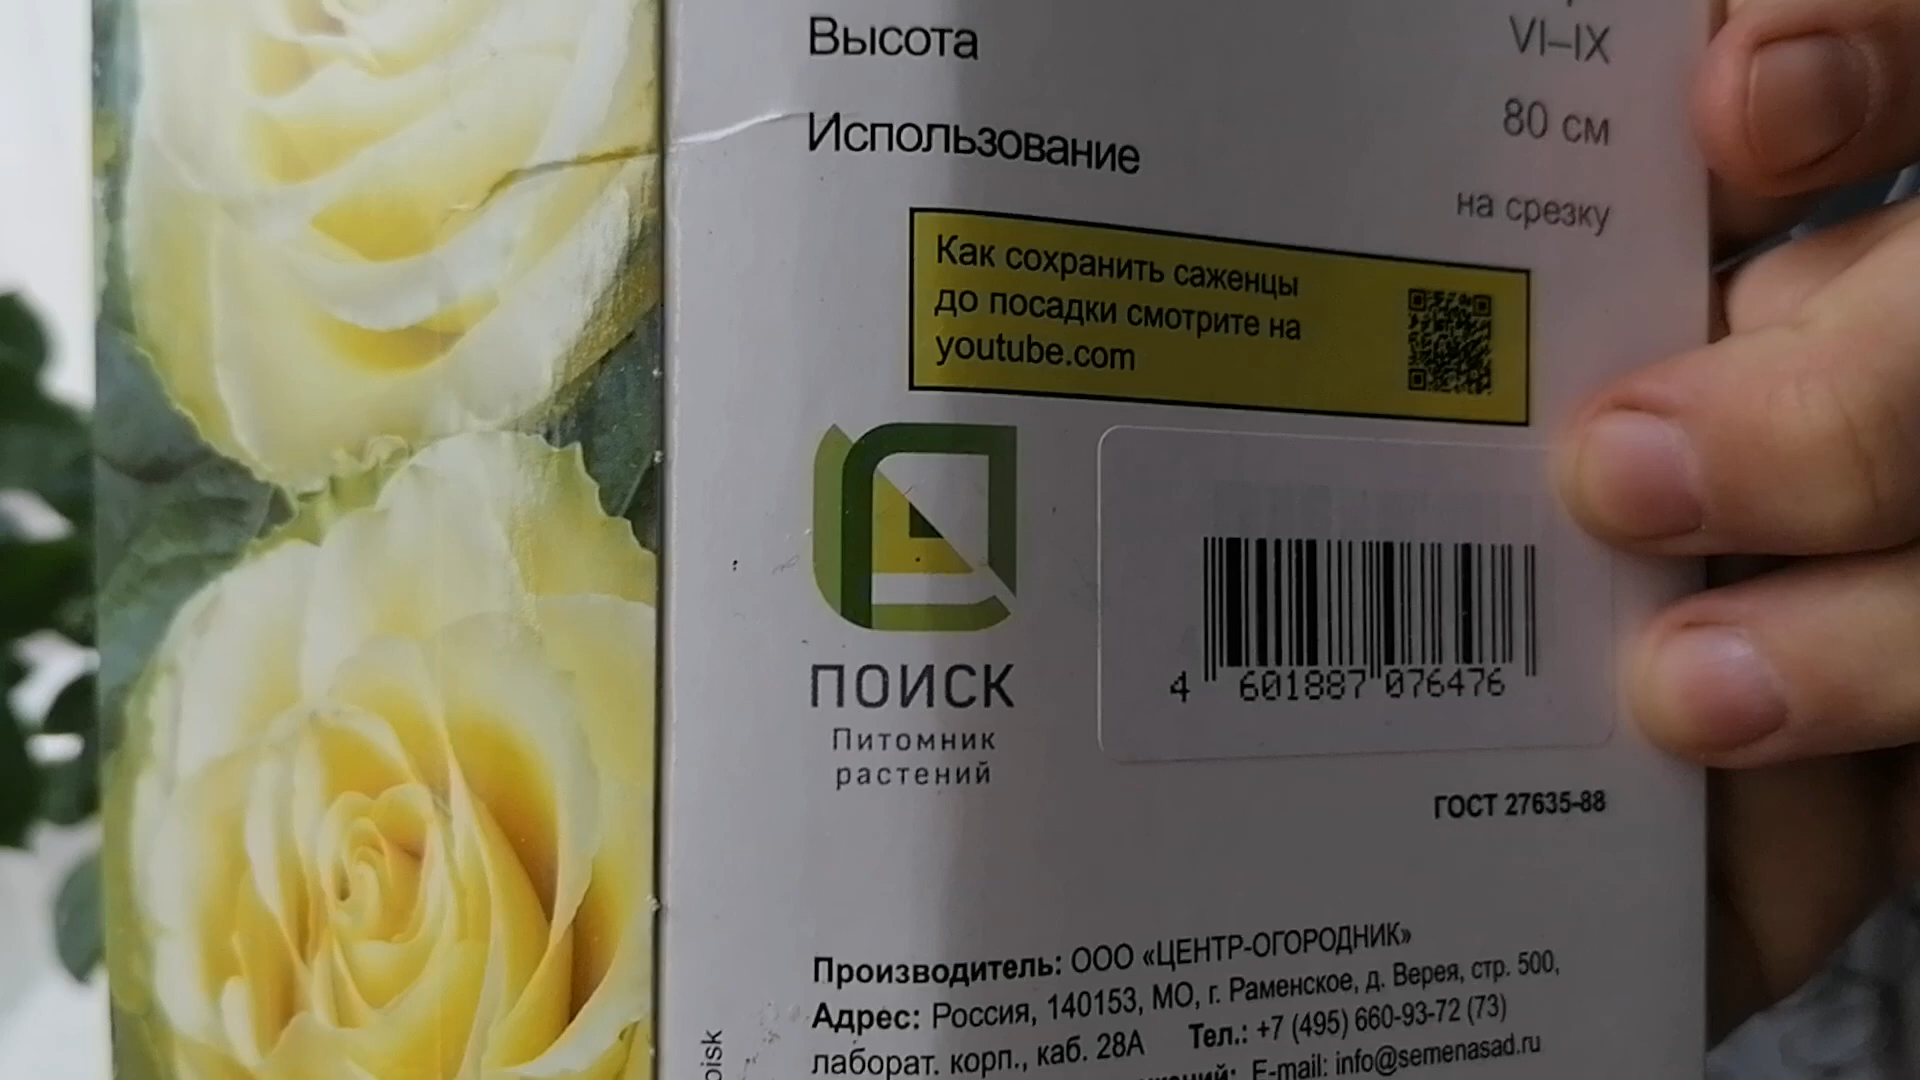 VI–IX
Высота 80 см
Использование на срезку
Как сохранить саженцы
до посадки смотрите на
youtube.com
ПОИСК
Питомник
растений
4 601887 076476
ГОСТ 27635-88
Производитель: ООО «ЦЕНТР-ОГОРОДНИК»
Адрес: Россия, 140153, МО, г. Раменское, д. Верея, стр. 500,
лаборат. корп., каб. 28А Тел.: +7 (495) 660-93-72 (73)
E-mail: info@semenasad.ru